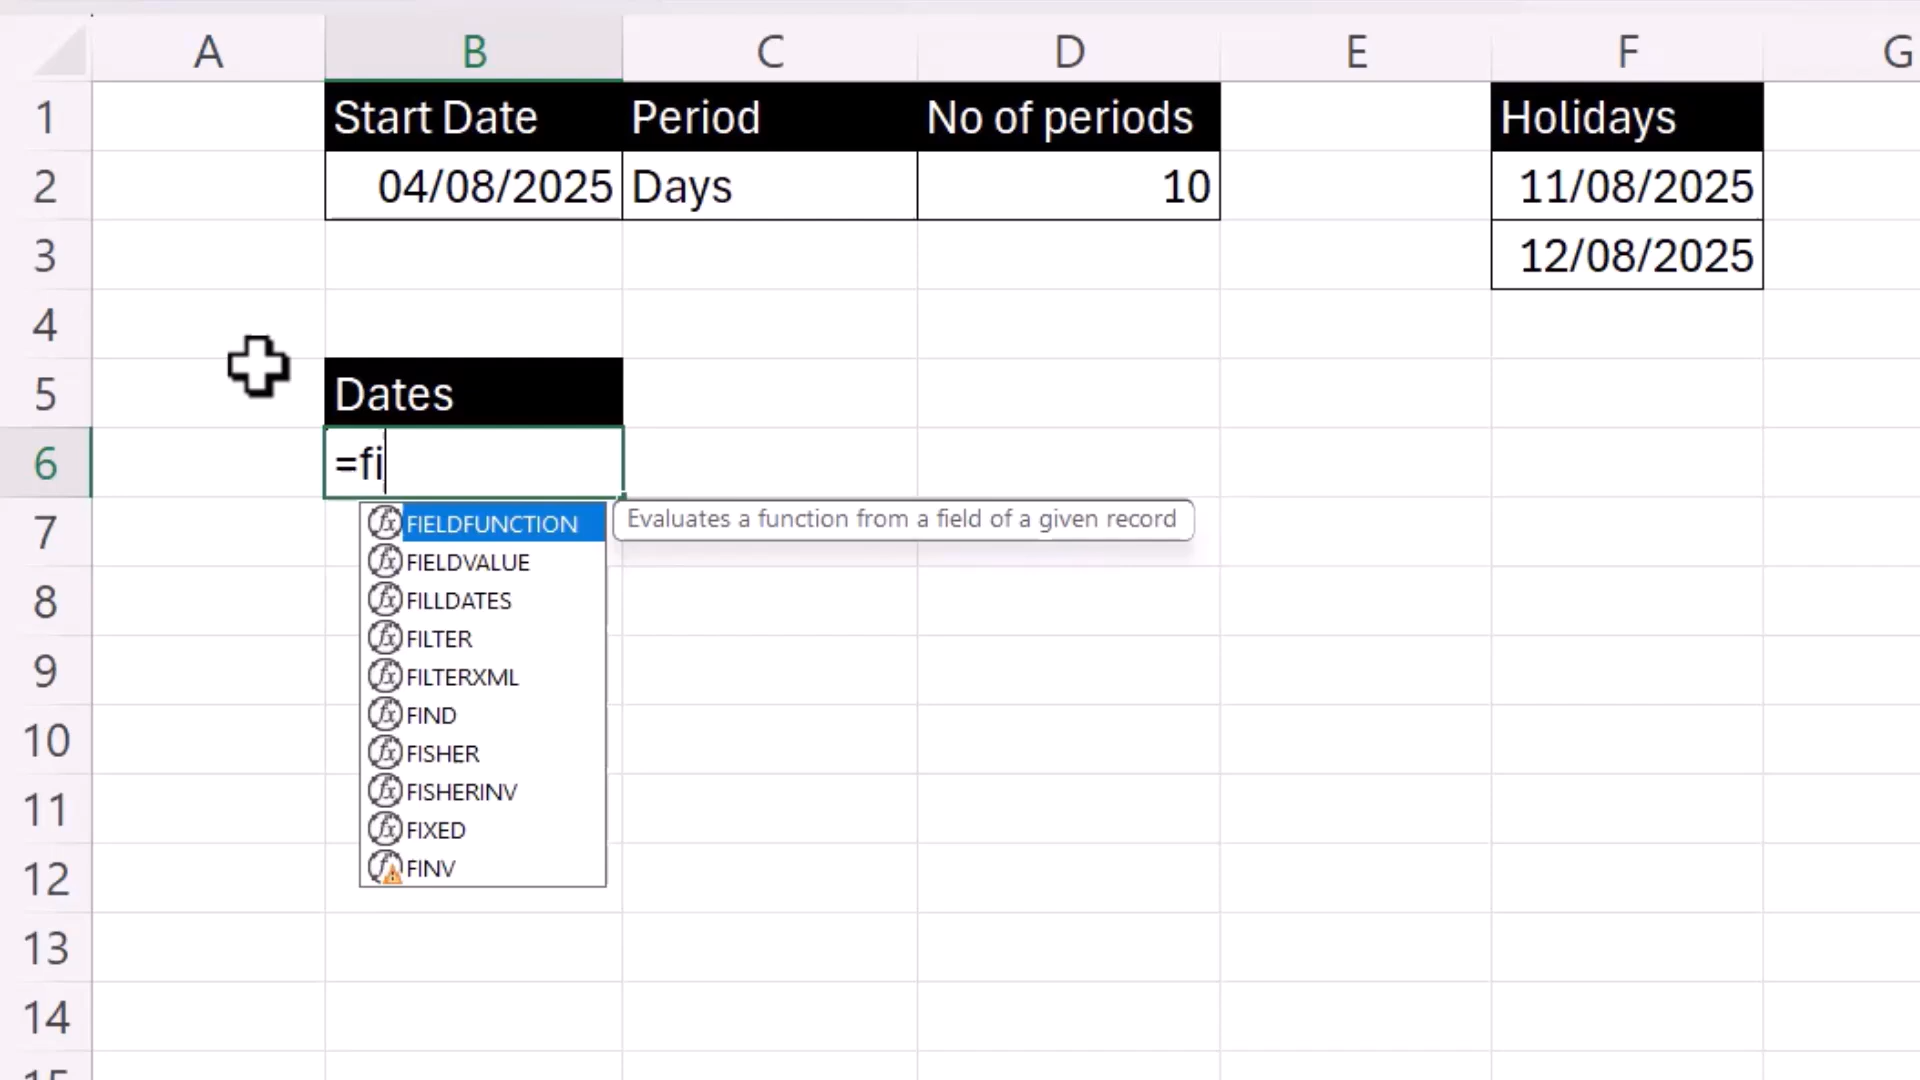 A B C D E F G
1 Start Date Period No of periods Holidays
2 04/08/2025 Days 10 11/08/2025
3 12/08/2025
4
5 Dates
6 =fi
7 FIELDFUNCTION Evaluates a function from a field of a given record
FIELDVALUE
8 FILLDATES
FILTER
9 FILTERXML
FIND
10 FISHER
11 FISHERINV
FIXED
12 FINV
13
14
15